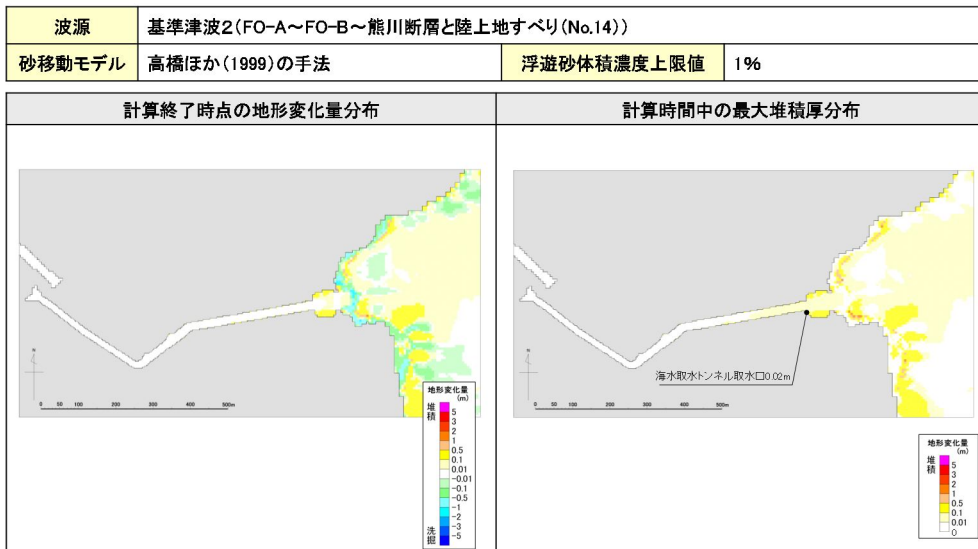 波源
基準津波2(FO-A～FO-B～熊川断層と陸上地すべり(No.14))
砂移動モデル
高橋ほか(1999)の手法
浮遊砂体積濃度上限値
1%
計算終了時点の地形変化量分布
計算時間中の最大堆積厚分布
N
0 50 100 200 300 400 500m
地形変化量
(m)
堆積
5
3
2
1
0.5
0.1
0.01
-0.01
-0.1
-0.5
-1
-2
-3
-5
洗掘
海水取水トンネル取水口0.02m
N
0 50 100 200 300 400 500m
地形変化量
(m)
堆積
5
3
2
1
0.5
0.1
0.01
0